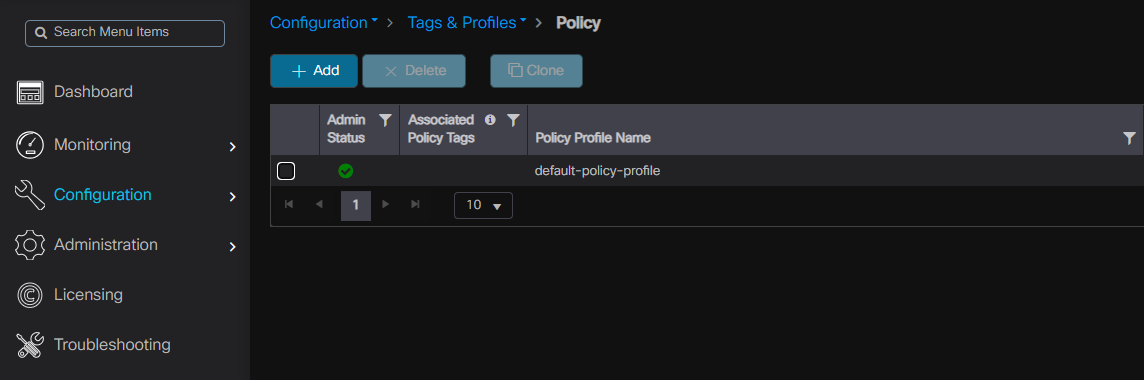 Search Menu Items
Dashboard
Monitoring
Configuration
Administration
Licensing
Troubleshooting
Configuration > Tags & Profiles > Policy
+ Add × Delete Clone
Admin Status Associated Policy Tags Policy Profile Name
default-policy-profile
1 10